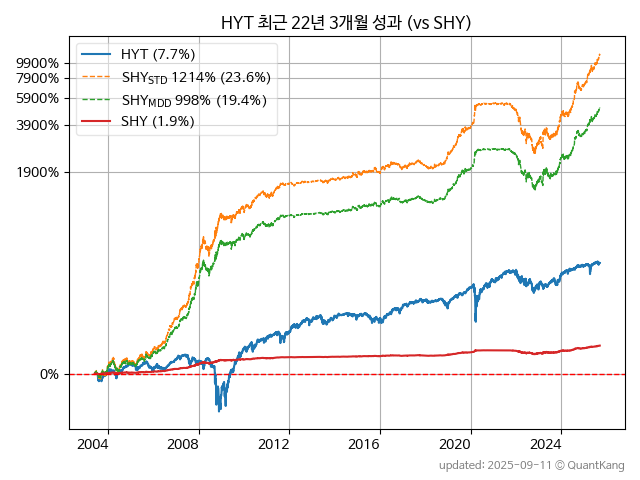 HYT 최근 22년 3개월 성과 (vs SHY)
HYT (7.7%)
SHY_STD 1214% (23.6%)
SHY_MDD 998% (19.4%)
SHY (1.9%)
9900%
7900%
5900%
3900%
1900%
0%
2004 2008 2012 2016 2020 2024
updated: 2025-09-11 © QuantKang